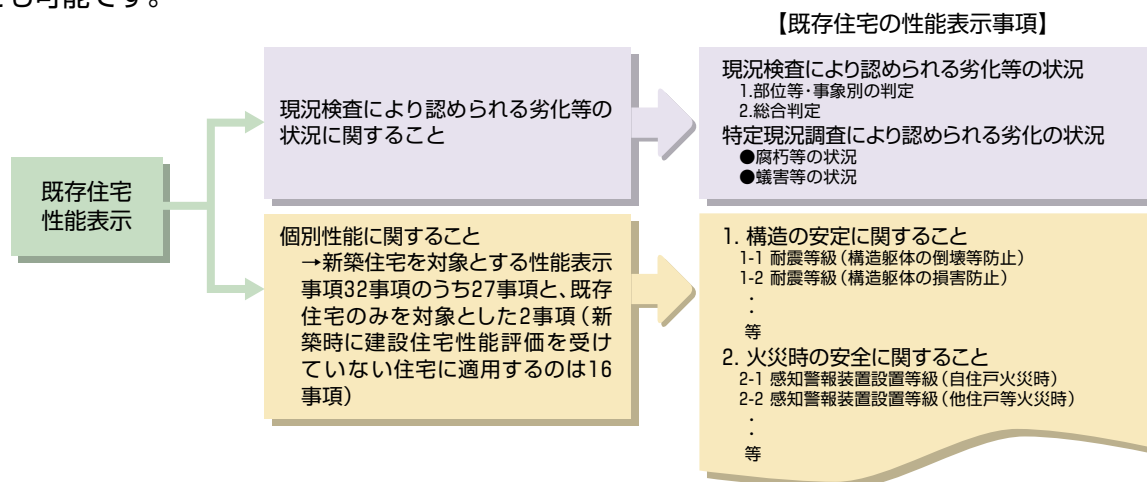 も可能です。
【既存住宅の性能表示事項】
既存住宅
性能表示
現況検査により認められる劣化等の
状況に関すること
現況検査により認められる劣化等の状況
1.部位等・事象別の判定
2.総合判定
特定現況調査により認められる劣化の状況
●腐朽等の状況
●蟻害等の状況
個別性能に関すること
→新築住宅を対象とする性能表示
事項32事項のうち27事項と、既存
住宅のみを対象とした2事項（新
築時に建設住宅性能評価を受け
ていない住宅に適用するのは16
事項）
1. 構造の安定に関すること
1-1 耐震等級（構造躯体の倒壊等防止）
1-2 耐震等級（構造躯体の損害防止）
・
・
等
2. 火災時の安全に関すること
2-1 感知警報装置設置等級（自住戸火災時）
2-2 感知警報装置設置等級（他住戸等火災時）
・
・
等